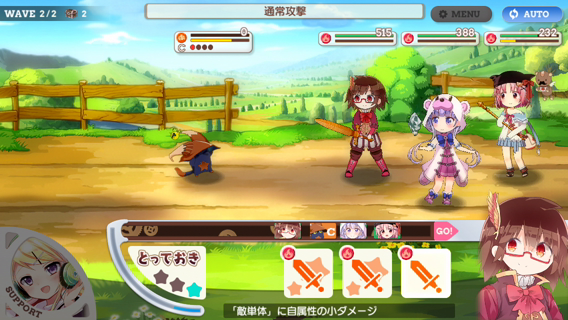 WAVE 2/2 2
通常攻撃
MENU
AUTO
0
C
515
388
232
C
GO!
とっておき
SUPPORT
「敵単体」に自属性の小ダメージ